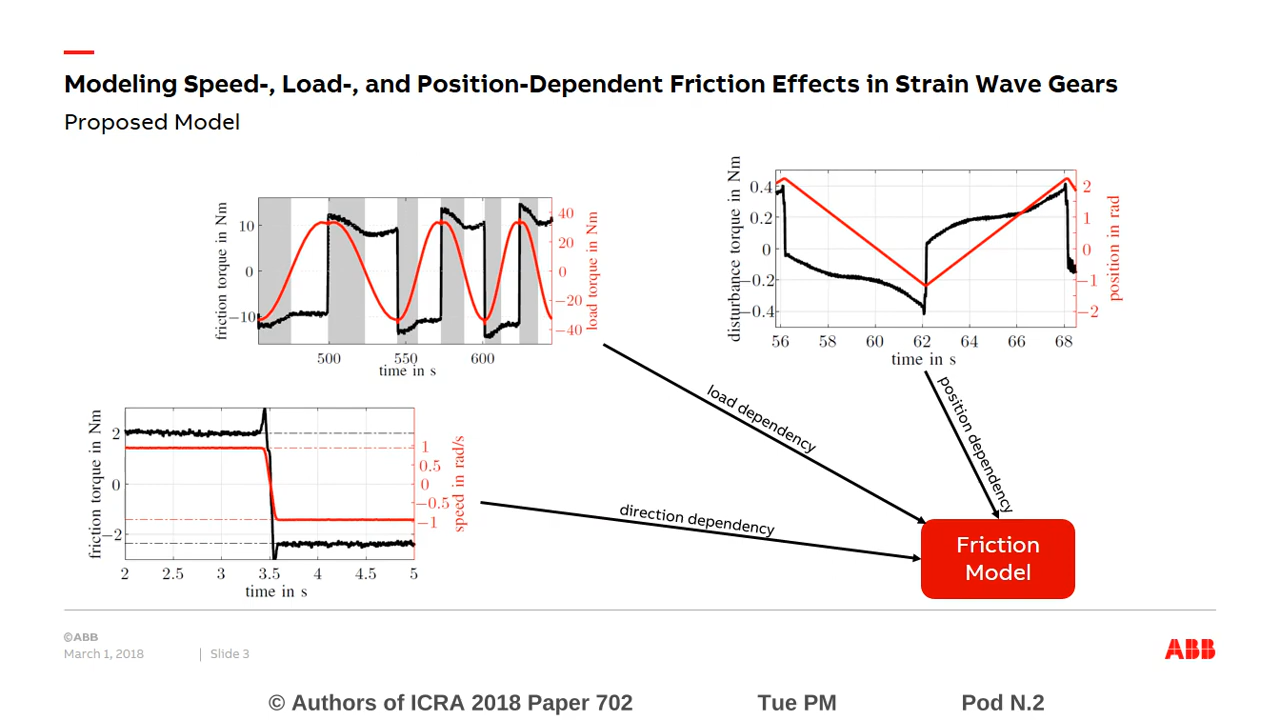 Modeling Speed-, Load-, and Position-Dependent Friction Effects in Strain Wave Gears
Proposed Model
friction torque in Nm
10
0
−10
500
550
600
time in s
40
20
0
−20
−40
load torque in Nm
disturbance torque in Nm
0.4
0.2
0
−0.2
−0.4
56
58
60
62
64
66
68
time in s
2
1
0
−1
−2
position in rad
load dependency
position dependency
friction torque in Nm
2
0
−2
2
2.5
3
3.5
4
4.5
5
time in s
1
0.5
0
−0.5
−1
speed in rad/s
direction dependency
Friction
Model
©ABB
March 1, 2018 | Slide 3
ABB
© Authors of ICRA 2018 Paper 702 Tue PM Pod N.2